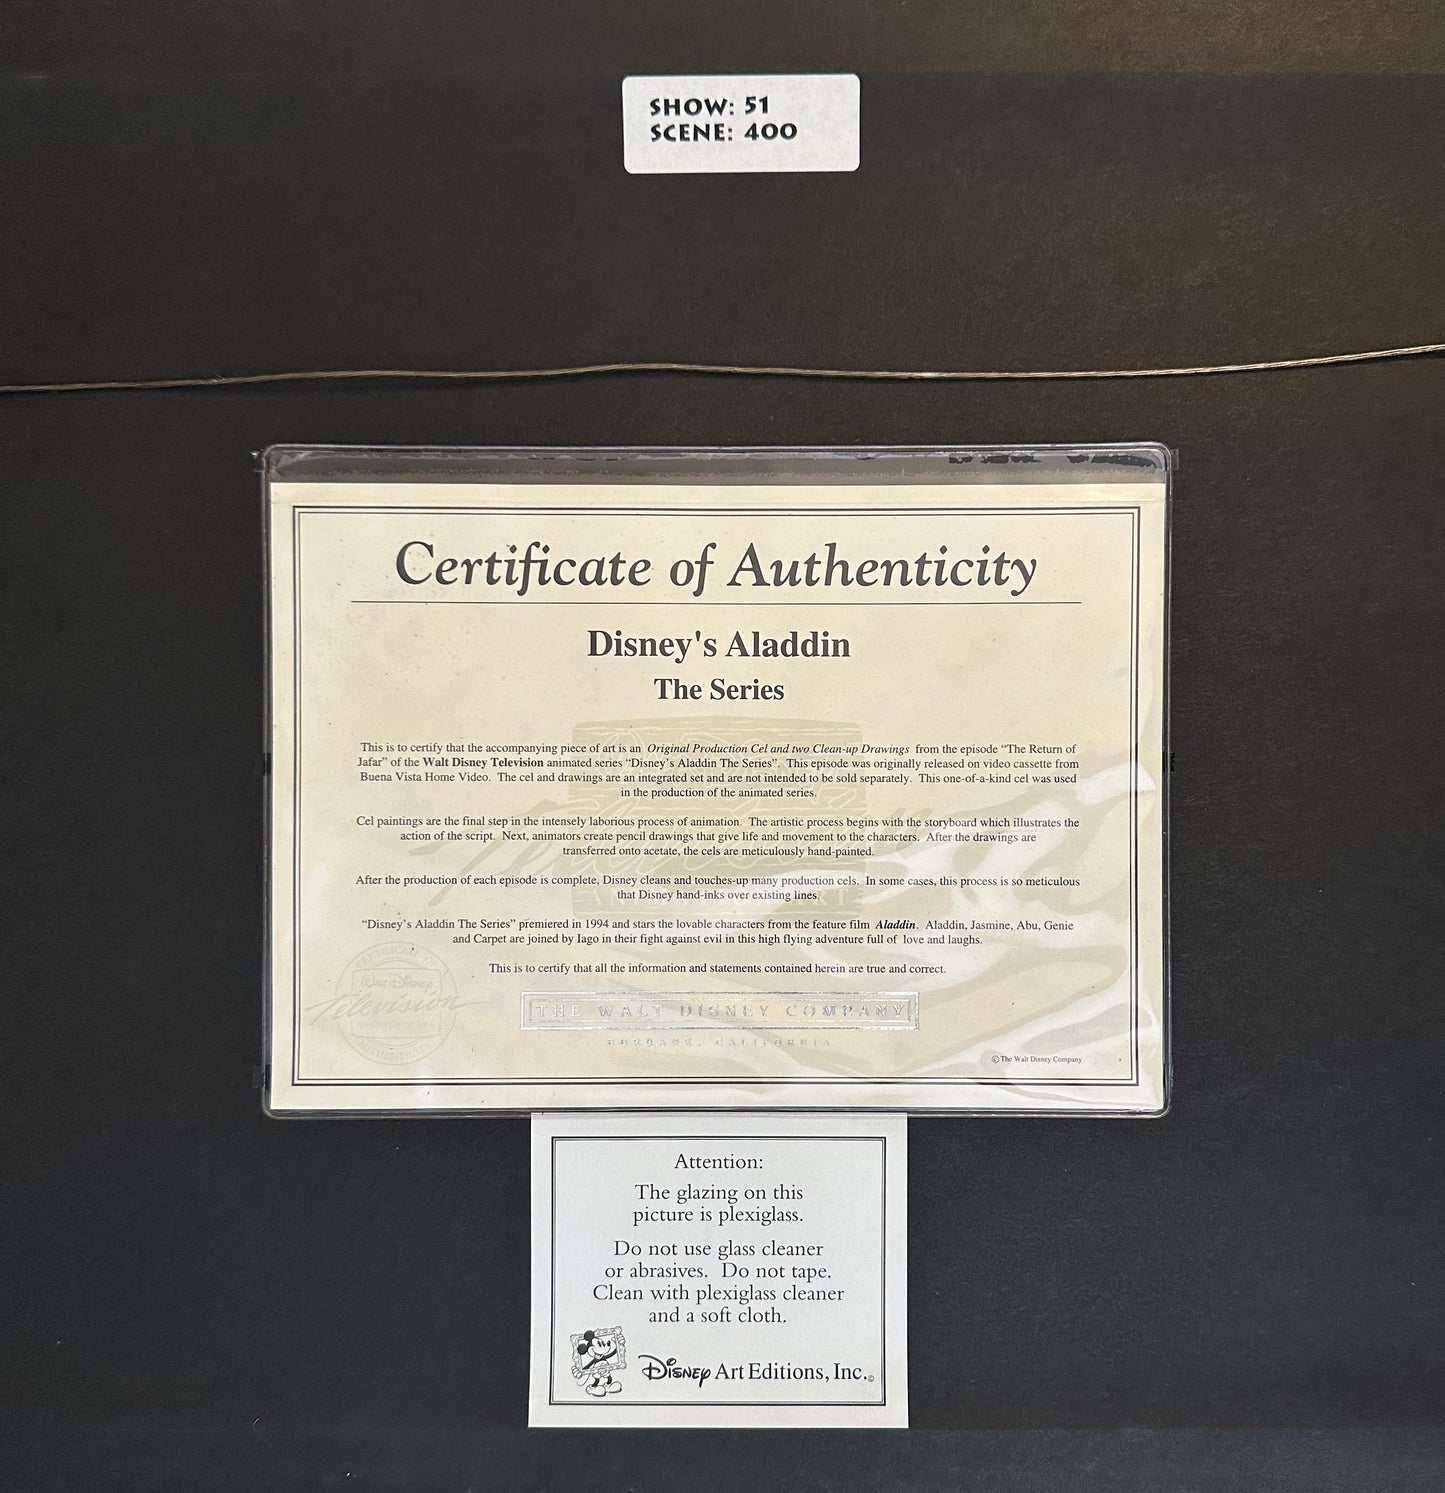 SHOW: 51
SCENE: 400
Certificate of Authenticity
Disney's Aladdin
The Series
This is to certify that the accompanying piece of art is an Original Production Cel and two Clean-up Drawings from the episode “The Return of
Jafar” of the Walt Disney Television animated series “Disney’s Aladdin The Series”. This episode was originally released on video cassette from
Buena Vista Home Video. The cel and drawings are an integrated set and are not intended to be sold separately. This one-of-a-kind cel was used
in the production of the animated series.
Cel paintings are the final step in the intensely laborious process of animation. The artistic process begins with the storyboard which illustrates the
action of the script. Next, animators create pencil drawings that give life and movement to the characters. After the drawings are
transferred onto acetate, the cels are meticulously hand-painted.
After the production of each episode is complete, Disney cleans and touches-up many production cels. In some cases, this process is so meticulous
that Disney hand-inks over existing lines.
“Disney’s Aladdin The Series” premiered in 1994 and stars the lovable characters from the feature film Aladdin. Aladdin, Jasmine, Abu, Genie
and Carpet are joined by Iago in their fight against evil in this high flying adventure full of love and laughs.
This is to certify that all the information and statements contained herein are true and correct.
CERTIFICATE OF
Walt Disney
Television
ANIMATION ART
AUTHENTICITY
THE WALT DISNEY COMPANY
BURBANK, CALIFORNIA
© The Walt Disney Company
Attention:
The glazing on this
picture is plexiglass.
Do not use glass cleaner
or abrasives. Do not tape.
Clean with plexiglass cleaner
and a soft cloth.
Disney Art Editions, Inc.©